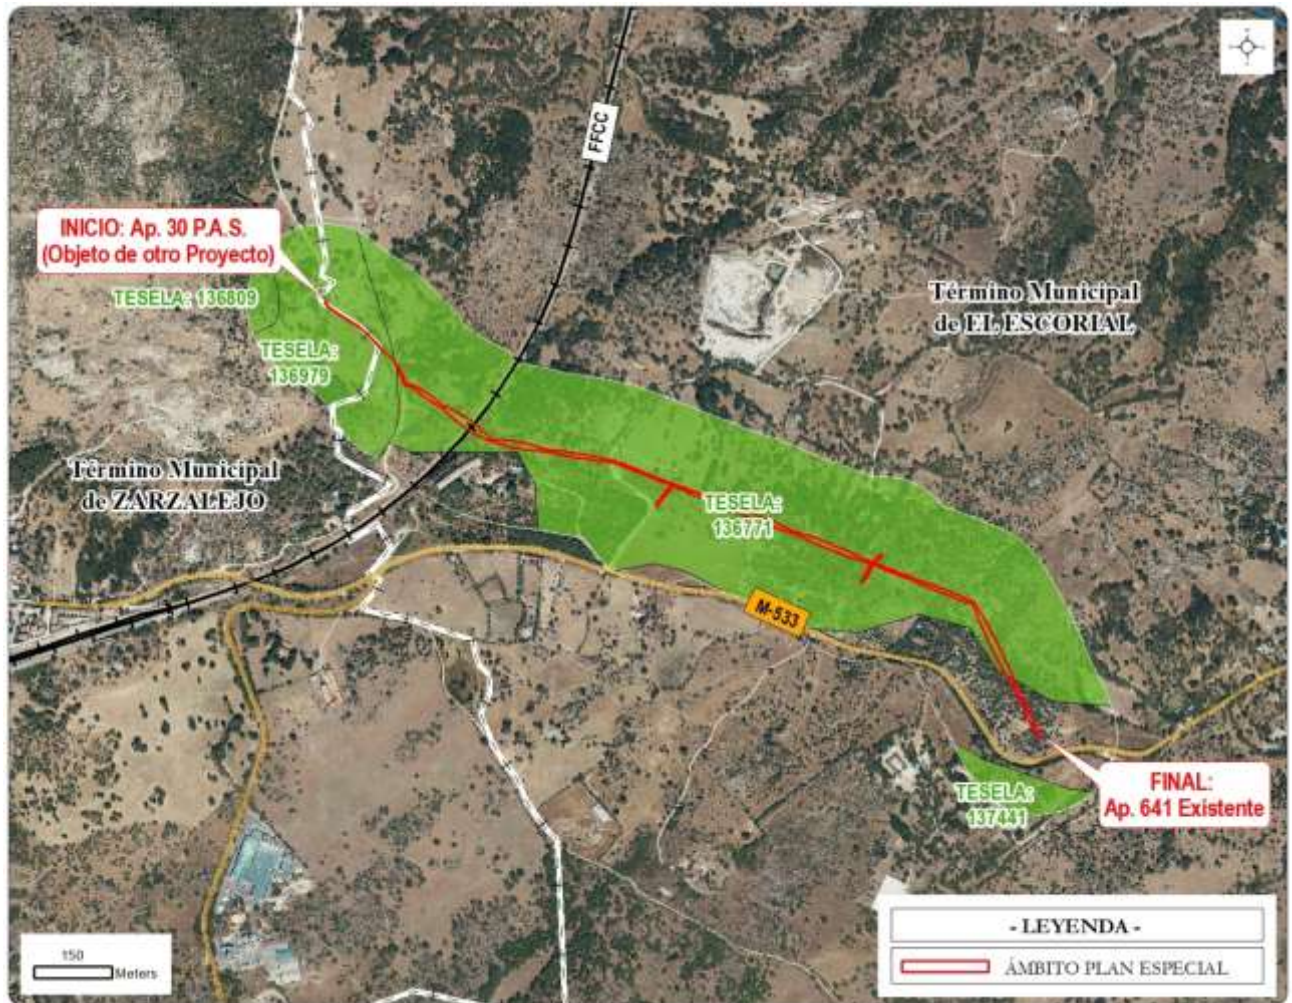 FFCC
INICIO: Ap. 30 P.A.S.
(Objeto de otro Proyecto)
TESELA: 136809
TESELA:
136979
Término Municipal
de EL ESCORIAL
Término Municipal
de ZARZALEJO
TESELA:
136771
M-533
TESELA:
137441
FINAL:
Ap. 641 Existente
- LEYENDA -
ÁMBITO PLAN ESPECIAL
150
Meters